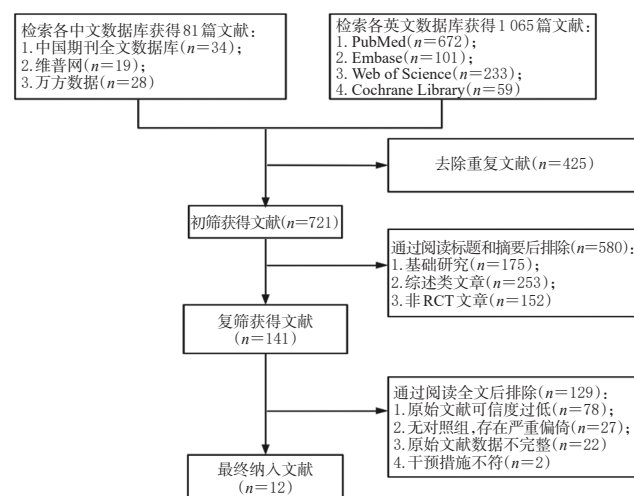 检索各中文数据库获得81篇文献：
1.中国期刊全文数据库(n=34)；
2.维普网(n=19)；
3.万方数据(n=28)
检索各英文数据库获得1 065篇文献：
1. PubMed(n=672)；
2. Embase(n=101)；
3. Web of Science(n=233)；
4. Cochrane Library(n=59)
去除重复文献(n=425)
初筛获得文献(n=721)
通过阅读标题和摘要后排除(n=580)：
1.基础研究(n=175)；
2.综述类文章(n=253)；
3.非RCT文章(n=152)
复筛获得文献
(n=141)
通过阅读全文后排除(n=129)：
1.原始文献可信度过低(n=78)；
2.无对照组,存在严重偏倚(n=27)；
3.原始文献数据不完整(n=22)
4.干预措施不符(n=2)
最终纳入文献
(n=12)